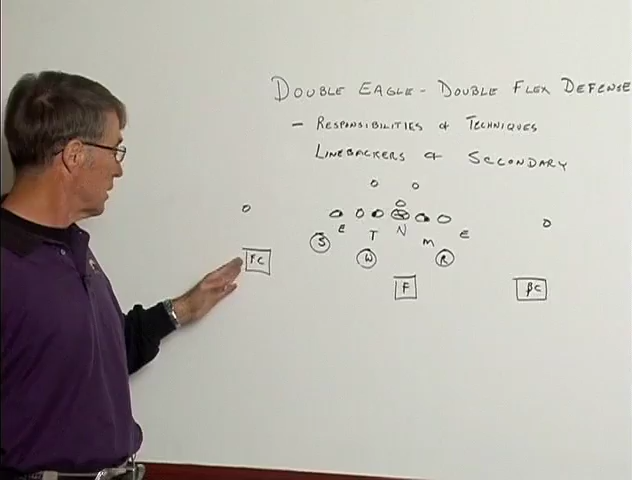 DOUBLE EAGLE - DOUBLE FLEX DEFENSE
- RESPONSIBILITIES & TECHNIQUES
LINEBACKERS & SECONDARY
E T N M E
S W R
FC F BC